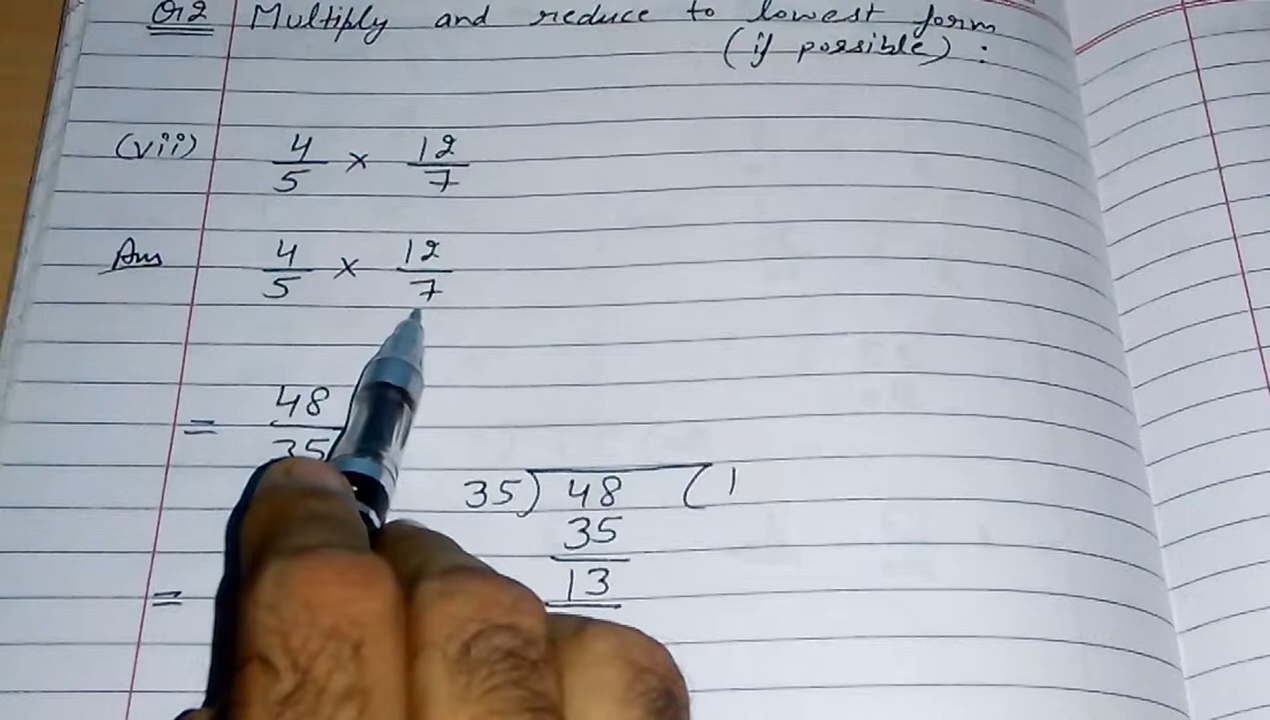 Q.2 Multiply and reduce to lowest form
(if possible) :
(vii) 4/5 × 12/7
Ans 4/5 × 12/7
= 48/35
35) 48 ( 1
35
13
=